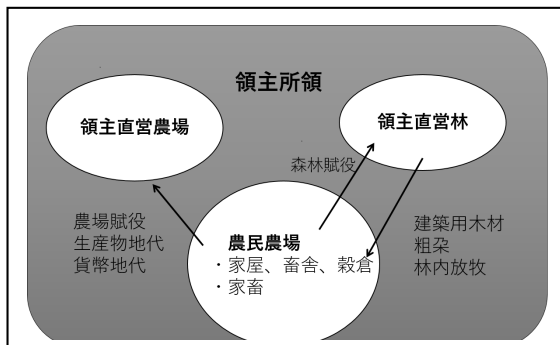 領主所領
領主直営農場
領主直営林
森林賦役
農場賦役
生産物地代
貨幣地代
農民農場
・家屋、畜舎、穀倉
・家畜
建築用木材
粗朶
林内放牧